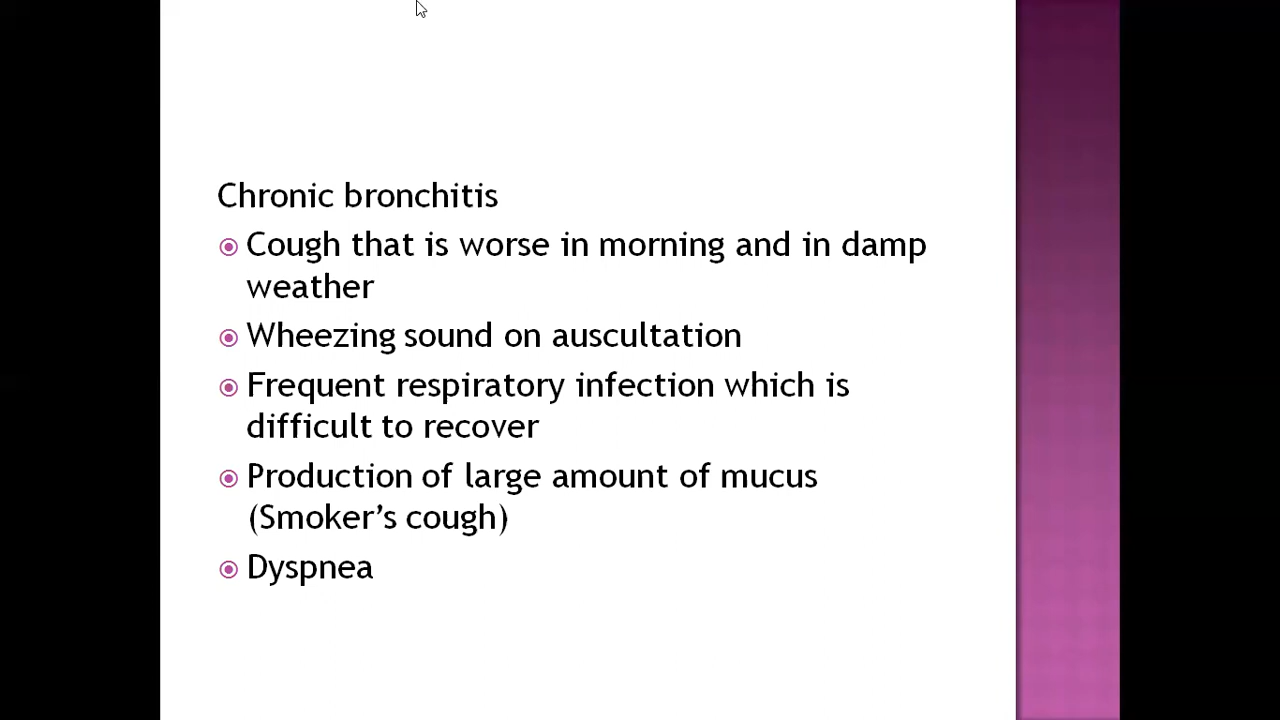 Chronic bronchitis
Cough that is worse in morning and in damp
weather
Wheezing sound on auscultation
Frequent respiratory infection which is
difficult to recover
Production of large amount of mucus
(Smoker’s cough)
Dyspnea